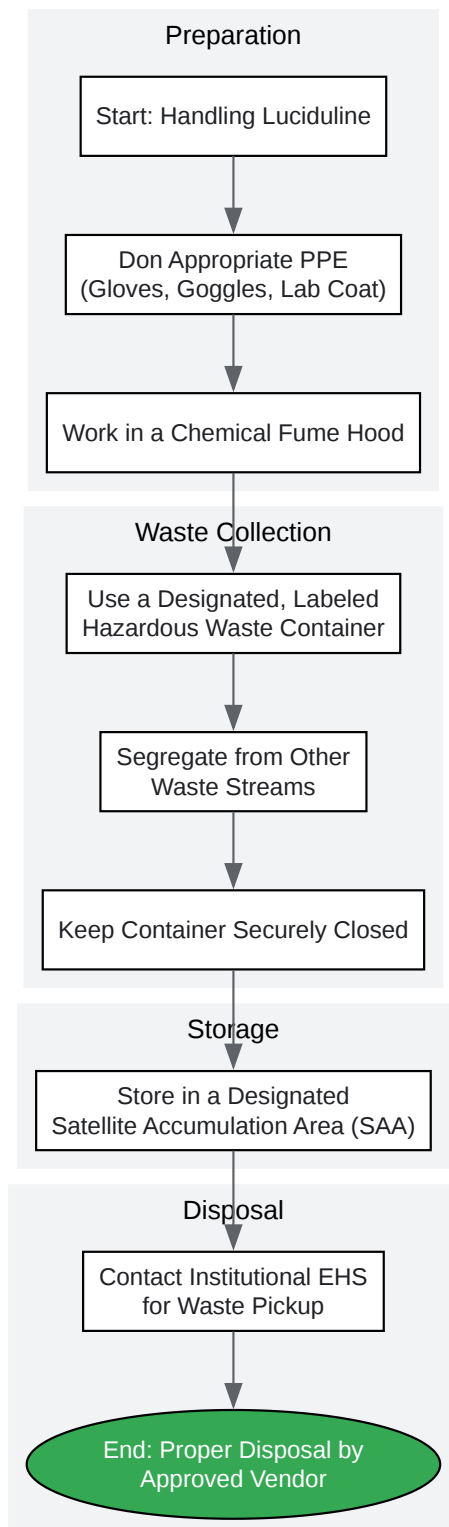 Preparation
Start: Handling Luciduline
Don Appropriate PPE
(Gloves, Goggles, Lab Coat)
Work in a Chemical Fume Hood
Waste Collection
Use a Designated, Labeled
Hazardous Waste Container
Segregate from Other
Waste Streams
Keep Container Securely Closed
Storage
Store in a Designated
Satellite Accumulation Area (SAA)
Disposal
Contact Institutional EHS
for Waste Pickup
End: Proper Disposal by
Approved Vendor